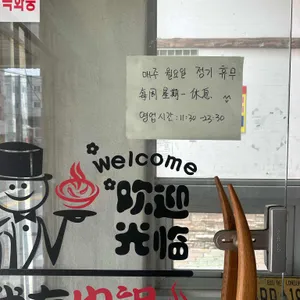 매주 월요일 정기 휴무
每周 星期一 休息.
영업시간: 11:30 -23:30
welcome
欢迎
光临